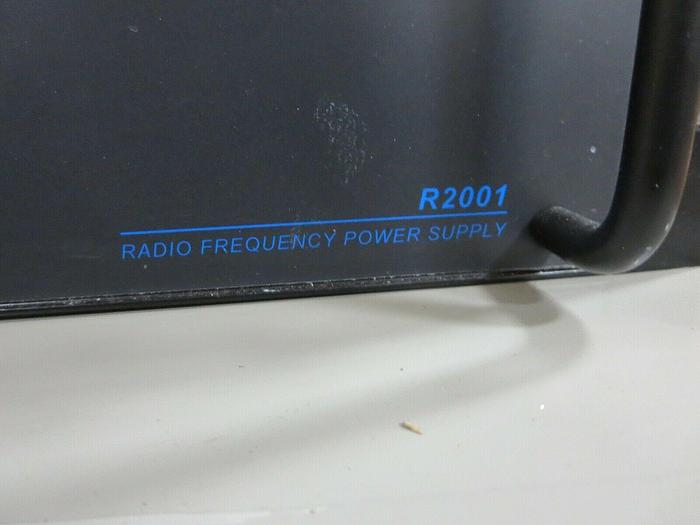 R2001
RADIO FREQUENCY POWER SUPPLY